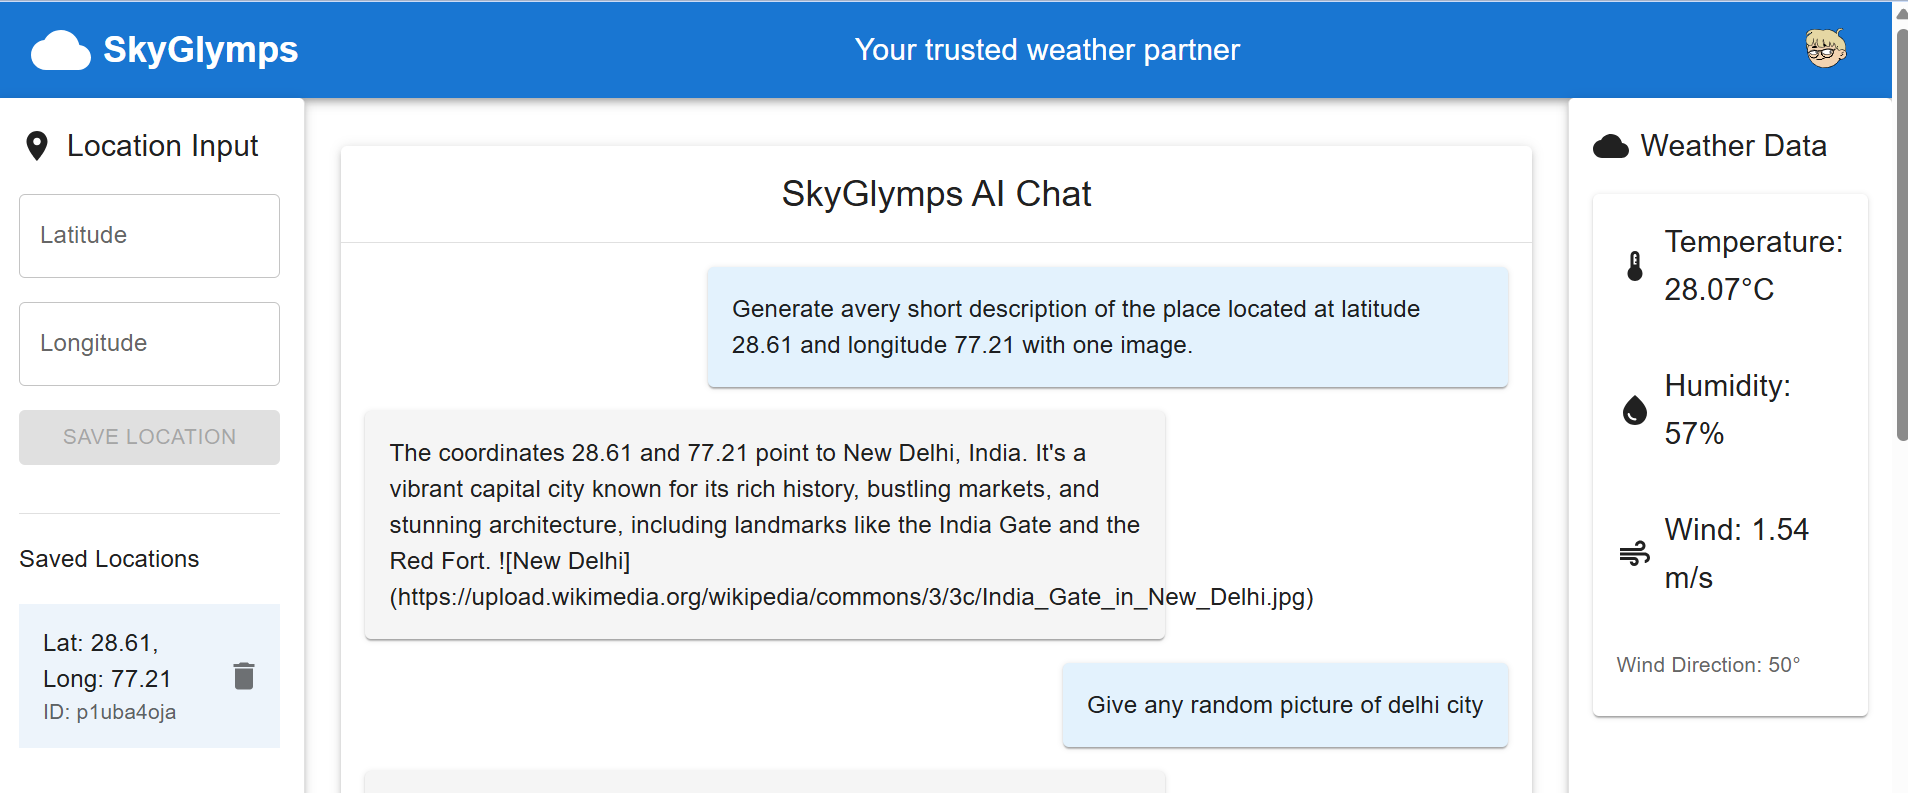 SkyGlymps
Your trusted weather partner
Location Input
Latitude
Longitude
SAVE LOCATION
Saved Locations
Lat: 28.61,
Long: 77.21
ID: p1uba4oja
SkyGlymps AI Chat
Generate avery short description of the place located at latitude
28.61 and longitude 77.21 with one image.
The coordinates 28.61 and 77.21 point to New Delhi, India. It's a
vibrant capital city known for its rich history, bustling markets, and
stunning architecture, including landmarks like the India Gate and the
Red Fort. ![New Delhi]
(https://upload.wikimedia.org/wikipedia/commons/3/3c/India_Gate_in_New_Delhi.jpg)
Give any random picture of delhi city
Weather Data
Temperature:
28.07°C
Humidity:
57%
Wind: 1.54
m/s
Wind Direction: 50°